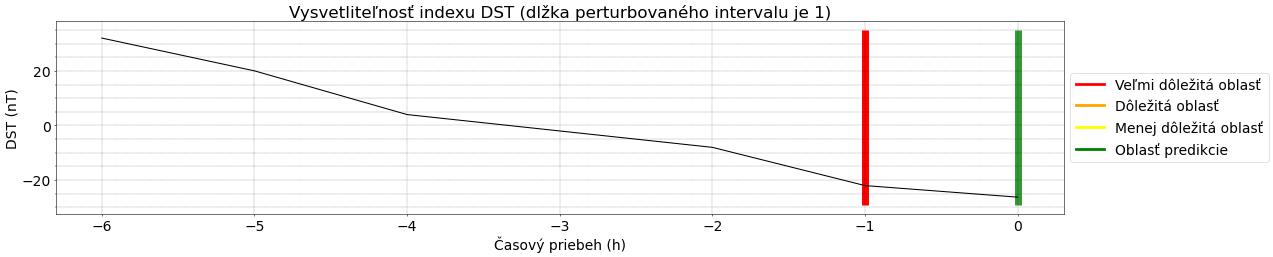 Vysvetliteľnosť indexu DST (dĺžka perturbovaného intervalu je 1)
DST (nT)
20
0
−20
−6 −5 −4 −3 −2 −1 0
Časový priebeh (h)
Veľmi dôležitá oblasť
Dôležitá oblasť
Menej dôležitá oblasť
Oblasť predikcie